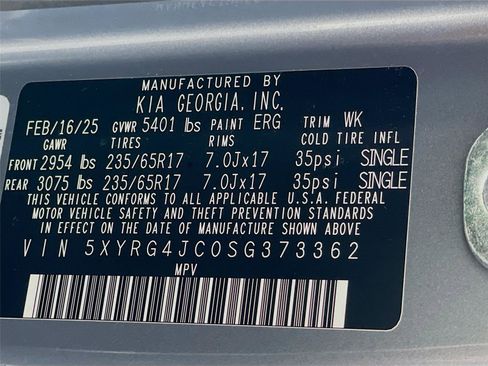 MANUFACTURED BY
KIA GEORGIA, INC.
FEB/16/25 GVWR 5401 lbs PAINT ERG TRIM WK
GAWR TIRES RIMS COLD TIRE INFL
FRONT 2954 lbs 235/65R17 7.0Jx17 35psi SINGLE
REAR 3075 lbs 235/65R17 7.0Jx17 35psi SINGLE
THIS VEHICLE CONFORMS TO ALL APPLICABLE U.S.A. FEDERAL
MOTOR VEHICLE SAFETY AND THEFT PREVENTION STANDARDS
IN EFFECT ON THE DATE OF MANUFACTURE SHOWN ABOVE
VIN 5XYRG4JC0SG373362
MPV